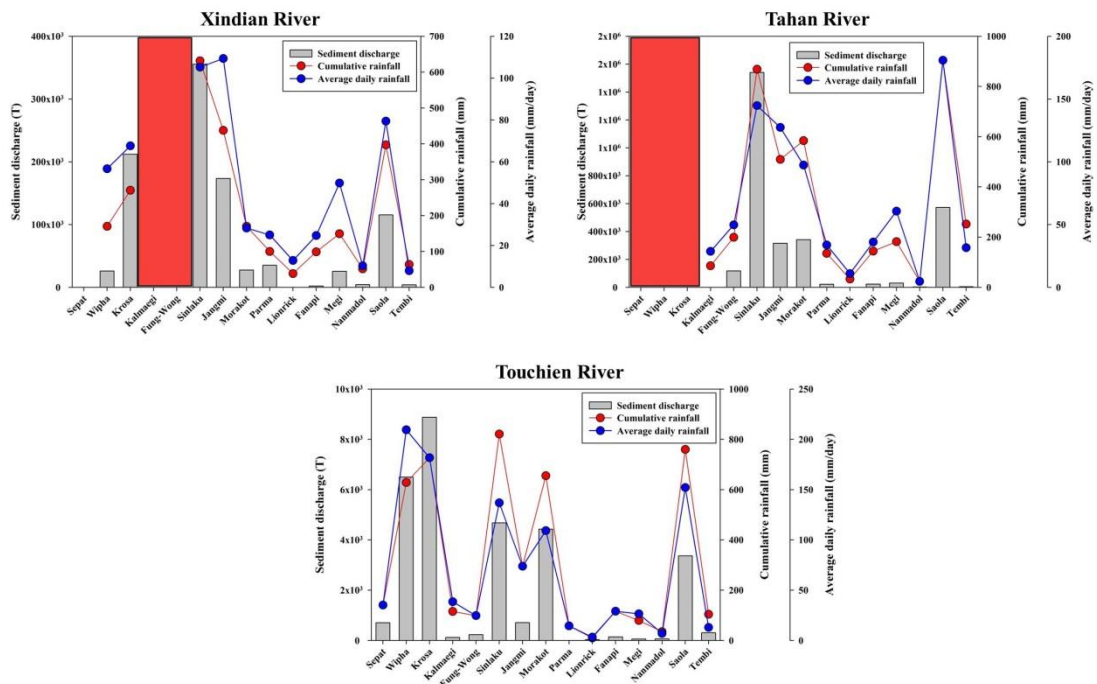 Xindian River
400x10³
300x10³
200x10³
100x10³
0
Sediment discharge (T)
Sediment discharge
Cumulative rainfall
Average daily rainfall
700
600
500
400
300
200
100
0
Cumulative rainfall (mm)
120
100
80
60
40
20
0
Average daily rainfall (mm/day)
Sepat
Wipha
Krosa
Kalmaegi
Fung-Wong
Sinlaku
Jangmi
Morakot
Parma
Lionrick
Fanapi
Megi
Nanmadol
Saola
Tembi
Tahan River
2x10⁶
2x10⁶
1x10⁶
1x10⁶
1x10⁶
800x10³
600x10³
400x10³
200x10³
0
Sediment discharge (T)
Sediment discharge
Cumulative rainfall
Average daily rainfall
1000
800
600
400
200
0
Cumulative rainfall (mm)
200
150
100
50
0
Average daily rainfall (mm/day)
Sepat
Wipha
Krosa
Kalmaegi
Fung-Wong
Sinlaku
Jangmi
Morakot
Parma
Lionrick
Fanapi
Megi
Nanmadol
Saola
Tembi
Touchien River
10x10³
8x10³
6x10³
4x10³
2x10³
0
Sediment discharge (T)
Sediment discharge
Cumulative rainfall
Average daily rainfall
1000
800
600
400
200
0
Cumulative rainfall (mm)
250
200
150
100
50
0
Average daily rainfall (mm/day)
Sepat
Wipha
Krosa
Kalmaegi
Fung-Wong
Sinlaku
Jangmi
Morakot
Parma
Lionrick
Fanapi
Megi
Nanmadol
Saola
Tembi